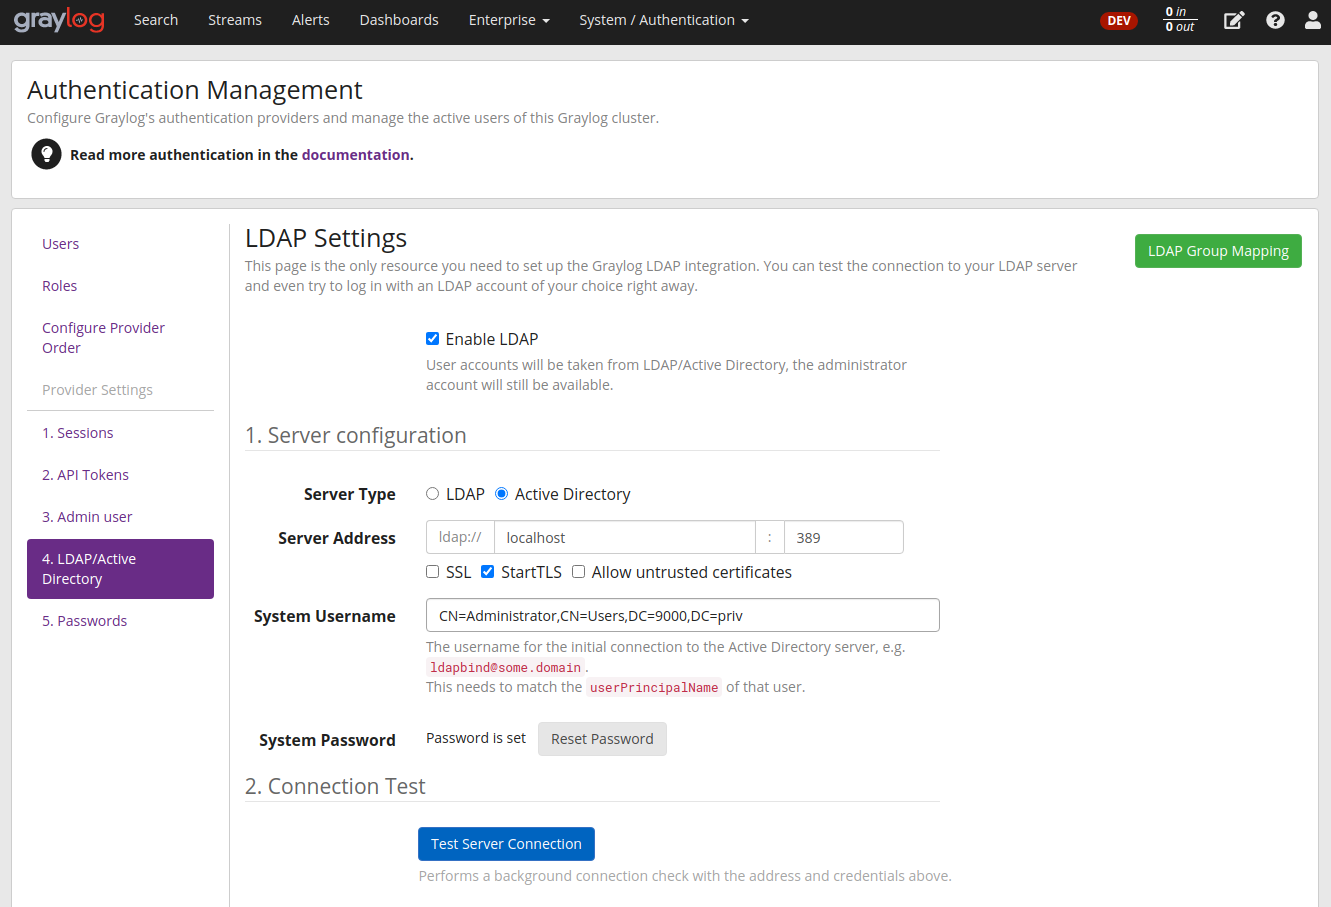 graylog Search Streams Alerts Dashboards Enterprise System / Authentication DEV 0 in
0 out
Authentication Management
Configure Graylog's authentication providers and manage the active users of this Graylog cluster.
Read more authentication in the documentation.
Users
Roles
Configure Provider
Order
Provider Settings
1. Sessions
2. API Tokens
3. Admin user
4. LDAP/Active
Directory
5. Passwords
LDAP Settings
LDAP Group Mapping
This page is the only resource you need to set up the Graylog LDAP integration. You can test the connection to your LDAP server
and even try to log in with an LDAP account of your choice right away.
Enable LDAP
User accounts will be taken from LDAP/Active Directory, the administrator
account will still be available.
1. Server configuration
Server Type LDAP Active Directory
Server Address ldap:// localhost : 389
SSL StartTLS Allow untrusted certificates
System Username CN=Administrator,CN=Users,DC=9000,DC=priv
The username for the initial connection to the Active Directory server, e.g.
ldapbind@some.domain.
This needs to match the userPrincipalName of that user.
System Password Password is set Reset Password
2. Connection Test
Test Server Connection
Performs a background connection check with the address and credentials above.